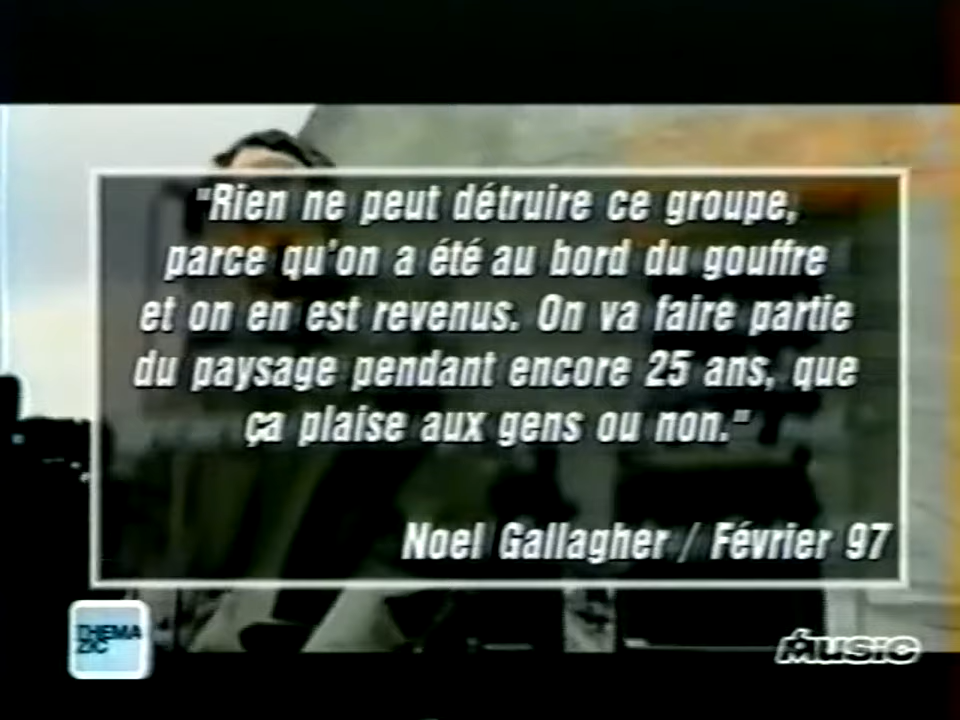 "Rien ne peut détruire ce groupe,
parce qu'on a été au bord du gouffre
et on en est revenus. On va faire partie
du paysage pendant encore 25 ans, que
ça plaise aux gens ou non."
Noel Gallagher / Février 97
THEMA
ZIC
MUSIC